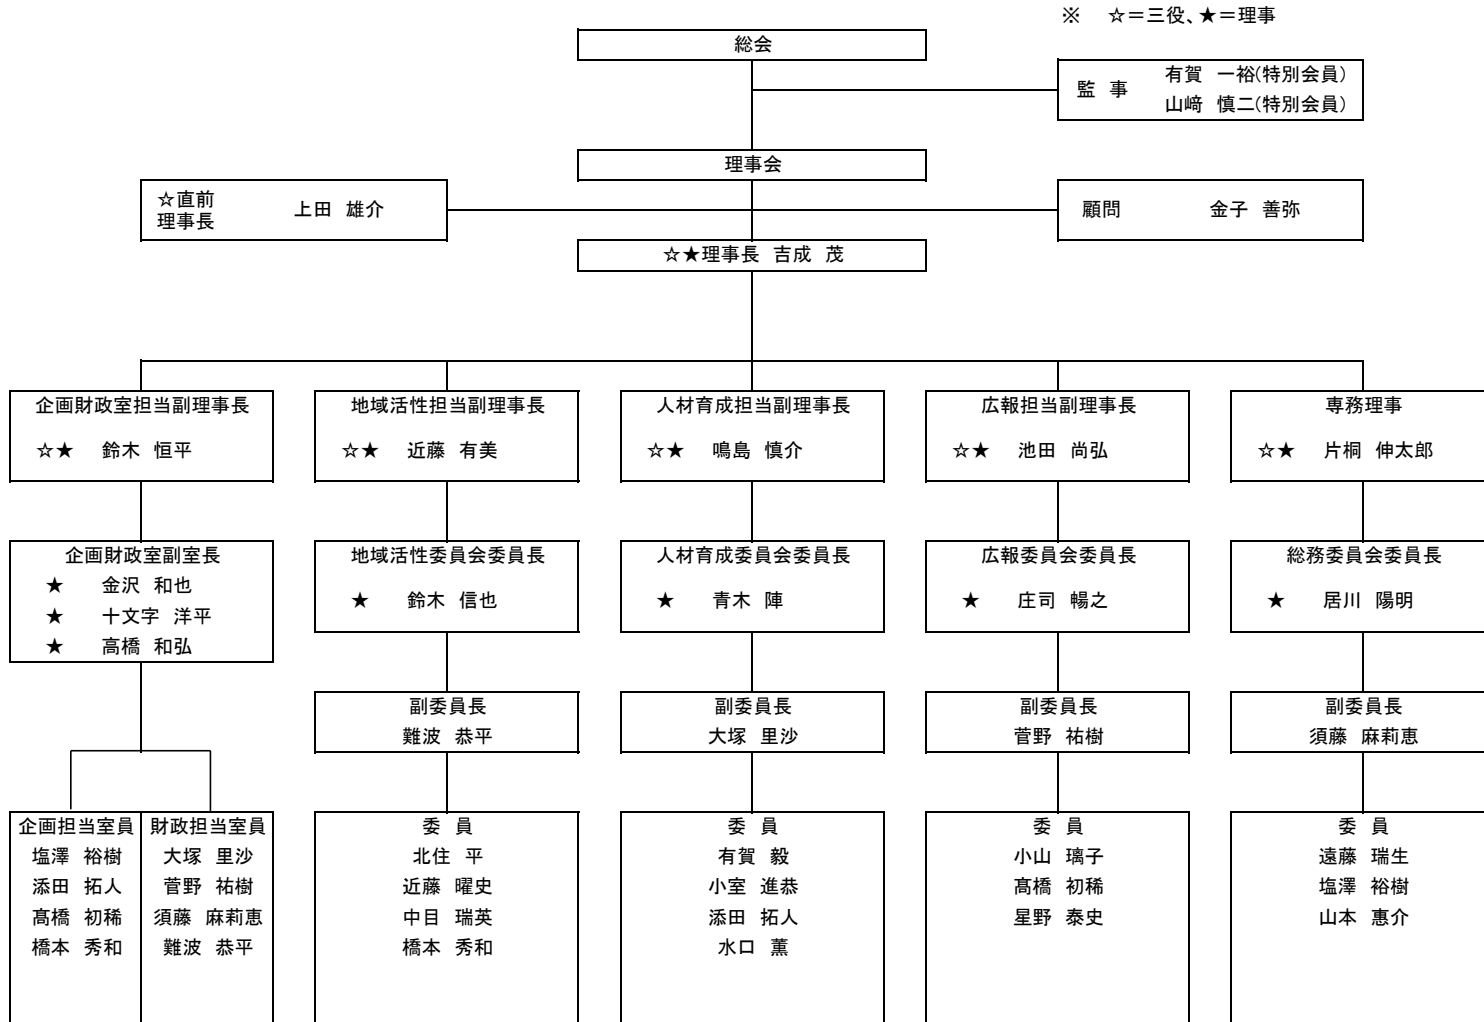 ※ ☆＝三役、★＝理事
総会
監 事 有賀 一裕(特別会員)
山﨑 慎二(特別会員)
理事会
☆直前
理事長
上田 雄介
顧問 金子 善弥
☆★理事長 吉成 茂
企画財政室担当副理事長
☆★ 鈴木 恒平
地域活性担当副理事長
☆★ 近藤 有美
人材育成担当副理事長
☆★ 鳴島 慎介
広報担当副理事長
☆★ 池田 尚弘
専務理事
☆★ 片桐 伸太郎
企画財政室副室長
★ 金沢 和也
★ 十文字 洋平
★ 高橋 和弘
地域活性委員会委員長
★ 鈴木 信也
人材育成委員会委員長
★ 青木 陣
広報委員会委員長
★ 庄司 暢之
総務委員会委員長
★ 居川 陽明
副委員長
難波 恭平
副委員長
大塚 里沙
副委員長
菅野 祐樹
副委員長
須藤 麻莉恵
企画担当室員
塩澤 裕樹
添田 拓人
髙橋 初稀
橋本 秀和
財政担当室員
大塚 里沙
菅野 祐樹
須藤 麻莉恵
難波 恭平
委 員
北住 平
近藤 曜史
中目 瑞英
橋本 秀和
委 員
有賀 毅
小室 進恭
添田 拓人
水口 薫
委 員
小山 璃子
髙橋 初稀
星野 泰史
委 員
遠藤 瑞生
塩澤 裕樹
山本 惠介